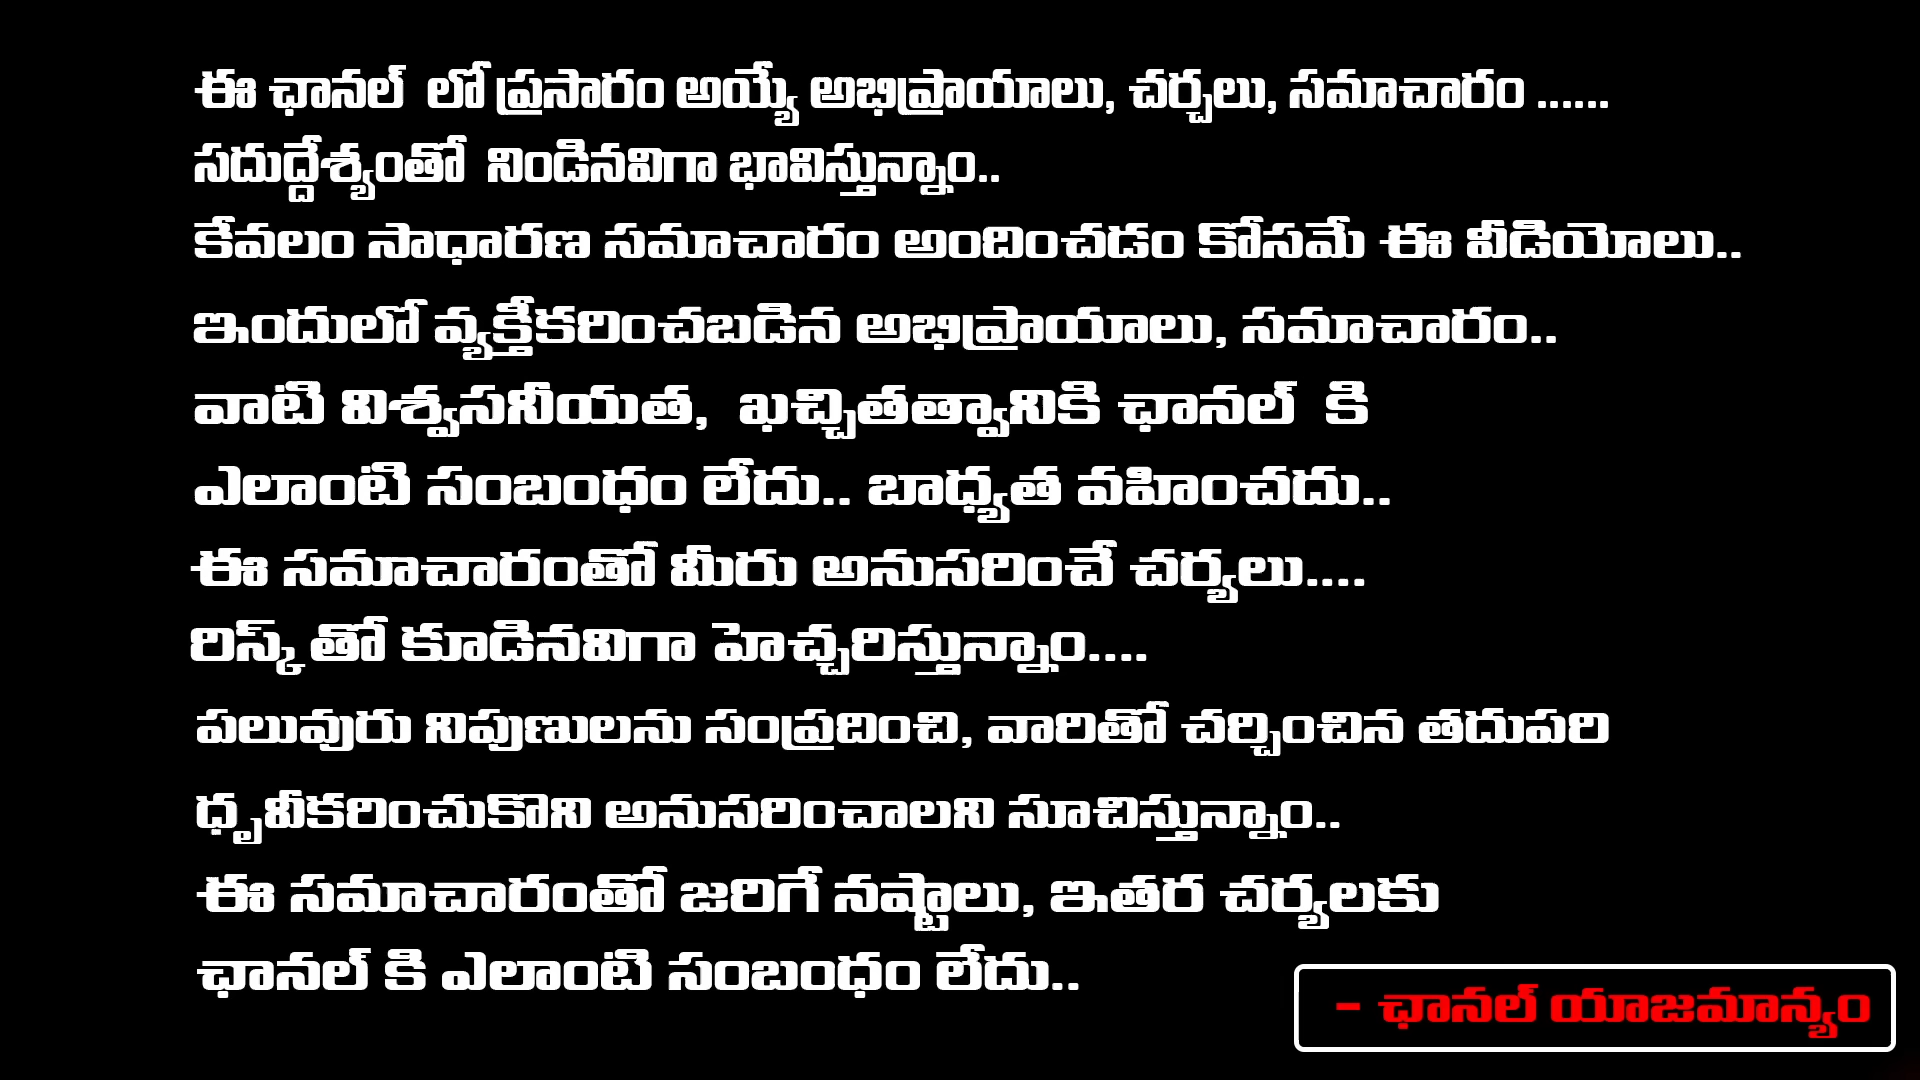 ఈ ఛానల్ లో ప్రసారం అయ్యే అభిప్రాయాలు, చర్చలు, సమాచారం ......
సదుద్దేశ్యంతో నిండినవిగా భావిస్తున్నాం..
కేవలం సాధారణ సమాచారం అందించడం కోసమే ఈ వీడియోలు..
ఇందులో వ్యక్తీకరించబడిన అభిప్రాయాలు, సమాచారం..
వాటి విశ్వసనీయత, ఖచ్చితత్వానికి ఛానల్ కి
ఎలాంటి సంబంధం లేదు.. బాధ్యత వహించదు..
ఈ సమాచారంతో మీరు అనుసరించే చర్యలు....
రిస్క్ తో కూడినవిగా హెచ్చరిస్తున్నాం....
పలువురు నిపుణులను సంప్రదించి, వారితో చర్చించిన తదుపరి
ధృవీకరించుకొని అనుసరించాలని సూచిస్తున్నాం..
ఈ సమాచారంతో జరిగే నష్టాలు, ఇతర చర్యలకు
ఛానల్ కి ఎలాంటి సంబంధం లేదు..
- ఛానల్ యాజమాన్యం